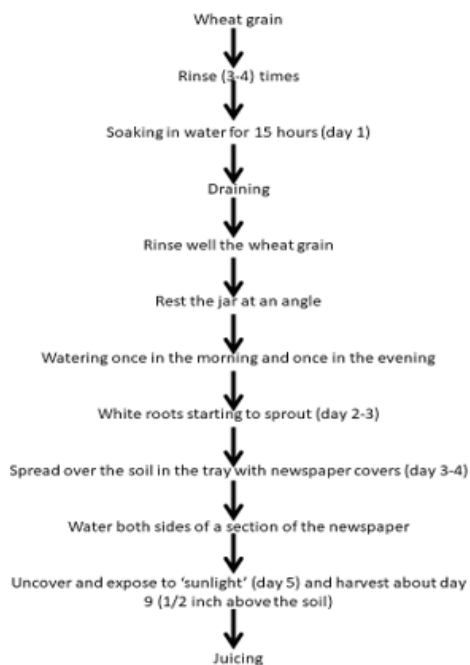 Wheat grain
Rinse (3-4) times
Soaking in water for 15 hours (day 1)
Draining
Rinse well the wheat grain
Rest the jar at an angle
Watering once in the morning and once in the evening
White roots starting to sprout (day 2-3)
Spread over the soil in the tray with newspaper covers (day 3-4)
Water both sides of a section of the newspaper
Uncover and expose to ‘sunlight’ (day 5) and harvest about day
9 (1/2 inch above the soil)
Juicing